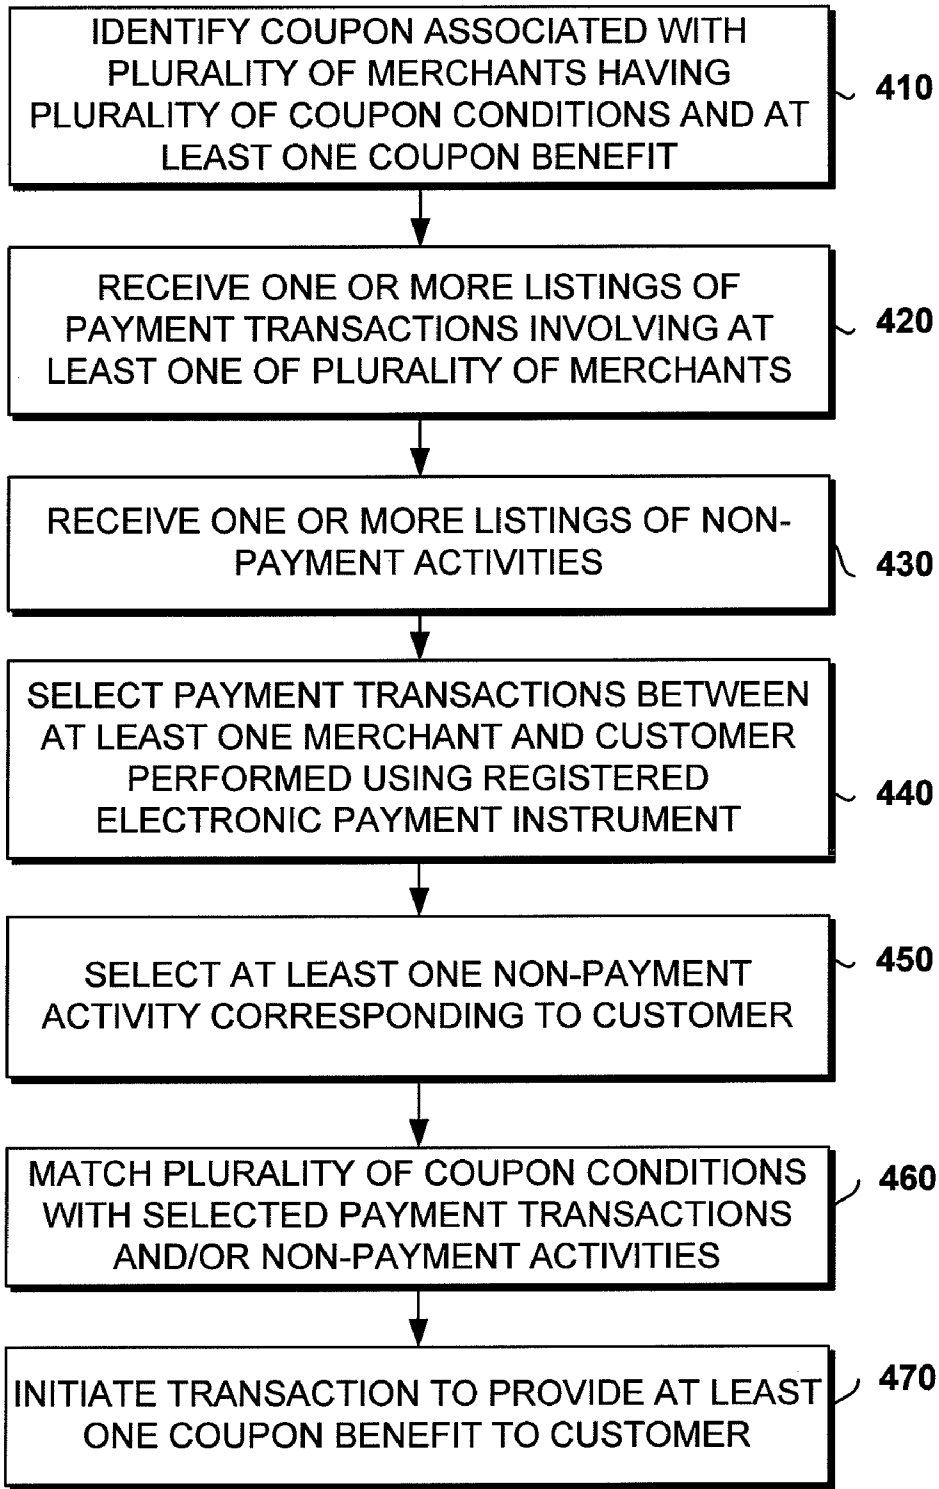 IDENTIFY COUPON ASSOCIATED WITH
PLURALITY OF MERCHANTS HAVING
PLURALITY OF COUPON CONDITIONS AND AT
LEAST ONE COUPON BENEFIT
410
RECEIVE ONE OR MORE LISTINGS OF
PAYMENT TRANSACTIONS INVOLVING AT
LEAST ONE OF PLURALITY OF MERCHANTS
420
RECEIVE ONE OR MORE LISTINGS OF NON-
PAYMENT ACTIVITIES
430
SELECT PAYMENT TRANSACTIONS BETWEEN
AT LEAST ONE MERCHANT AND CUSTOMER
PERFORMED USING REGISTERED
ELECTRONIC PAYMENT INSTRUMENT
440
SELECT AT LEAST ONE NON-PAYMENT
ACTIVITY CORRESPONDING TO CUSTOMER
450
MATCH PLURALITY OF COUPON CONDITIONS
WITH SELECTED PAYMENT TRANSACTIONS
AND/OR NON-PAYMENT ACTIVITIES
460
INITIATE TRANSACTION TO PROVIDE AT LEAST
ONE COUPON BENEFIT TO CUSTOMER
470